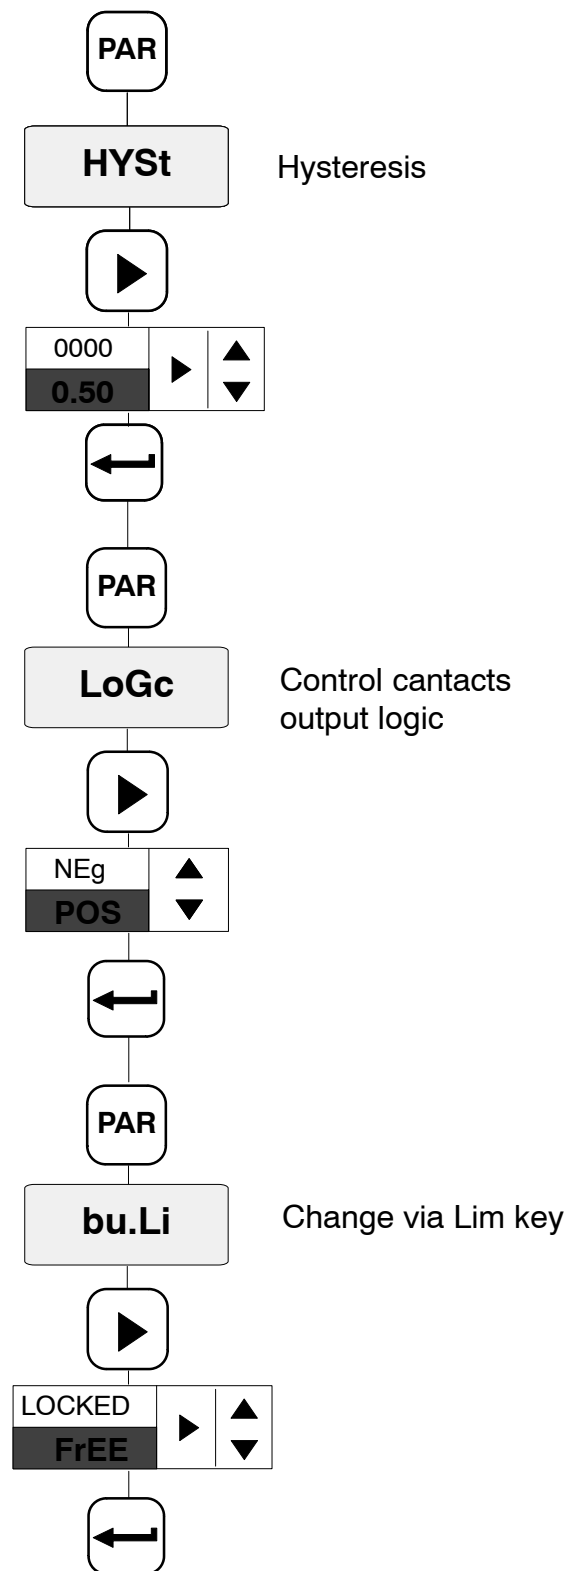 PAR
HYSt
Hysteresis
0000
0.50
PAR
LoGc
Control cantacts
output logic
NEg
POS
PAR
bu.Li
Change via Lim key
LOCKED
FrEE